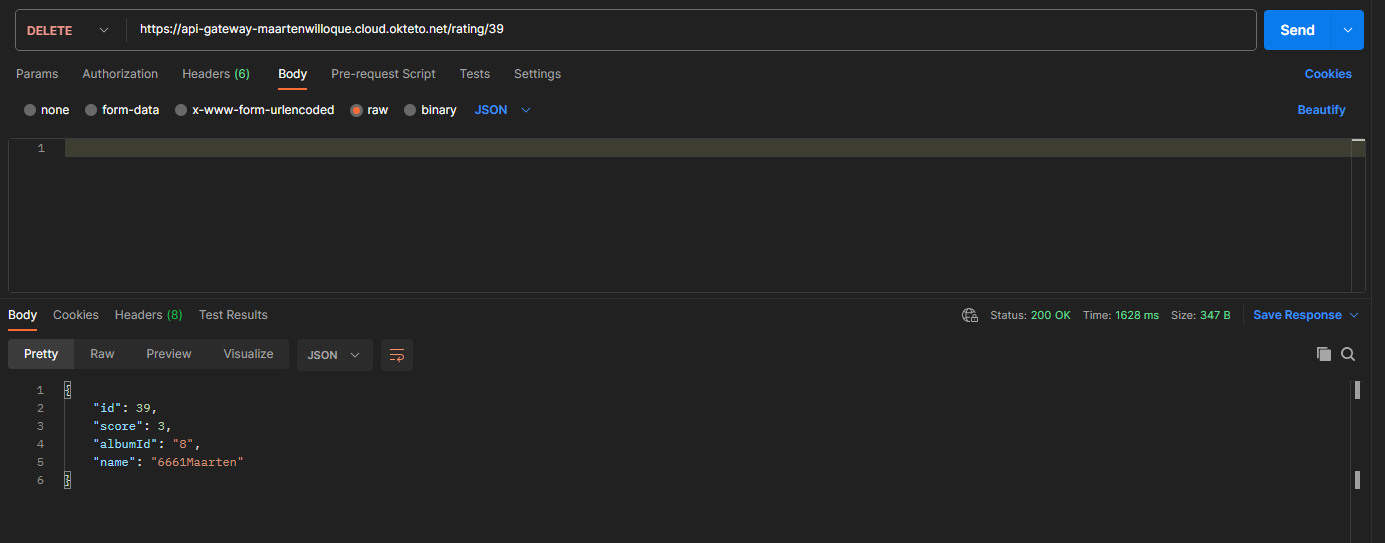 DELETE https://api-gateway-maartenwilloque.cloud.okteto.net/rating/39 Send
Params Authorization Headers (6) Body Pre-request Script Tests Settings Cookies
none form-data x-www-form-urlencoded raw binary JSON Beautify
1
Body Cookies Headers (8) Test Results Status: 200 OK Time: 1628 ms Size: 347 B Save Response
Pretty Raw Preview Visualize JSON
1 {
2 "id": 39,
3 "score": 3,
4 "albumId": "8",
5 "name": "6661Maarten"
6 }